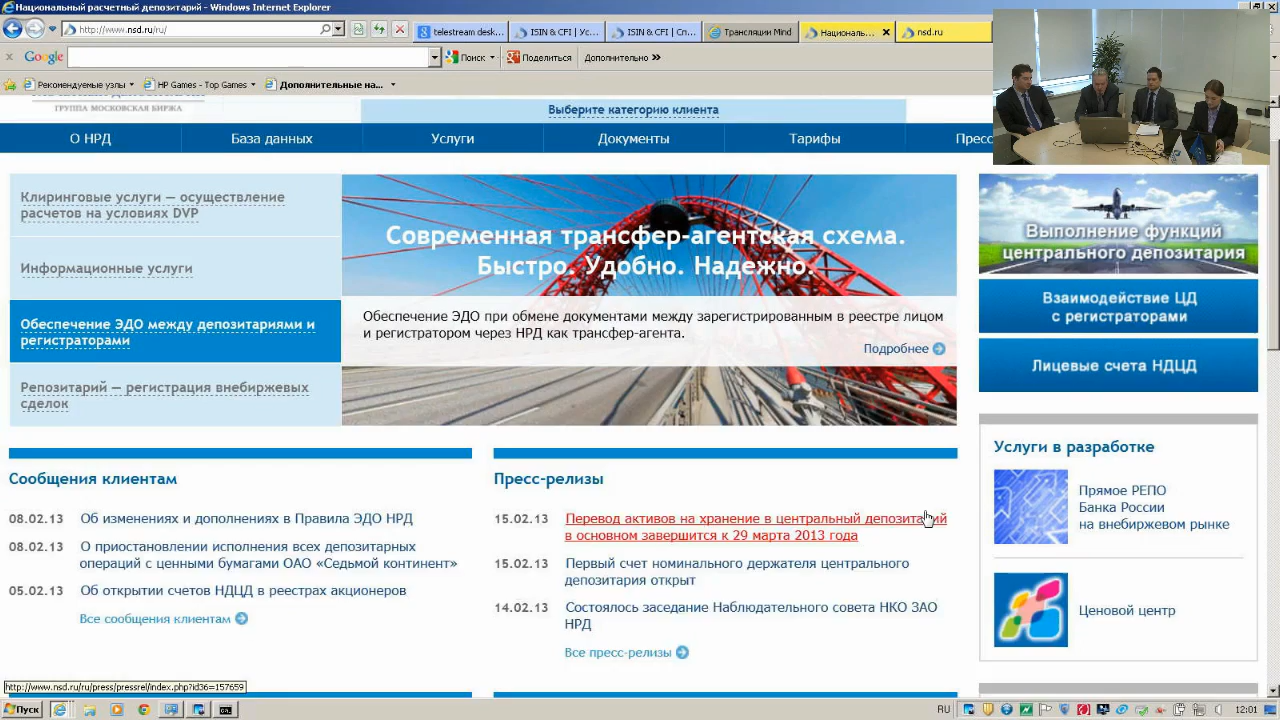 Национальный расчетный депозитарий - Windows Internet Explorer
http://www.nsd.ru/ru/
telestream desk...
ISIN & CFI | Ус...
ISIN & CFI | Сп...
Трансляции Mind
Националь...
nsd.ru
Google
Поиск
Поделиться
Дополнительно »
Рекомендуемые узлы
HP Games - Top Games
Дополнительные на...
ГРУППА МОСКОВСКАЯ БИРЖА
Выберите категорию клиента
О НРД
База данных
Услуги
Документы
Тарифы
Пресс
Клиринговые услуги — осуществление
расчетов на условиях DVP
Информационные услуги
Обеспечение ЭДО между депозитариями и
регистраторами
Репозитарий — регистрация внебиржевых
сделок
Современная трансфер-агентская схема.
Быстро. Удобно. Надежно.
Обеспечение ЭДО при обмене документами между зарегистрированным в реестре лицом
и регистратором через НРД как трансфер-агента.
Подробнее
Выполнение функций
центрального депозитария
Взаимодействие ЦД
с регистраторами
Лицевые счета НДЦД
Сообщения клиентам
08.02.13 Об изменениях и дополнениях в Правила ЭДО НРД
08.02.13 О приостановлении исполнения всех депозитарных
операций с ценными бумагами ОАО «Седьмой континент»
05.02.13 Об открытии счетов НДЦД в реестрах акционеров
Все сообщения клиентам
Пресс-релизы
15.02.13 Перевод активов на хранение в центральный депозитарий
в основном завершится к 29 марта 2013 года
15.02.13 Первый счет номинального держателя центрального
депозитария открыт
14.02.13 Состоялось заседание Наблюдательного совета НКО ЗАО
НРД
Все пресс-релизы
Услуги в разработке
Прямое РЕПО
Банка России
на внебиржевом рынке
Ценовой центр
http://www.nsd.ru/ru/press/pressrel/index.php?id36=157659
Пуск
RU
12:01